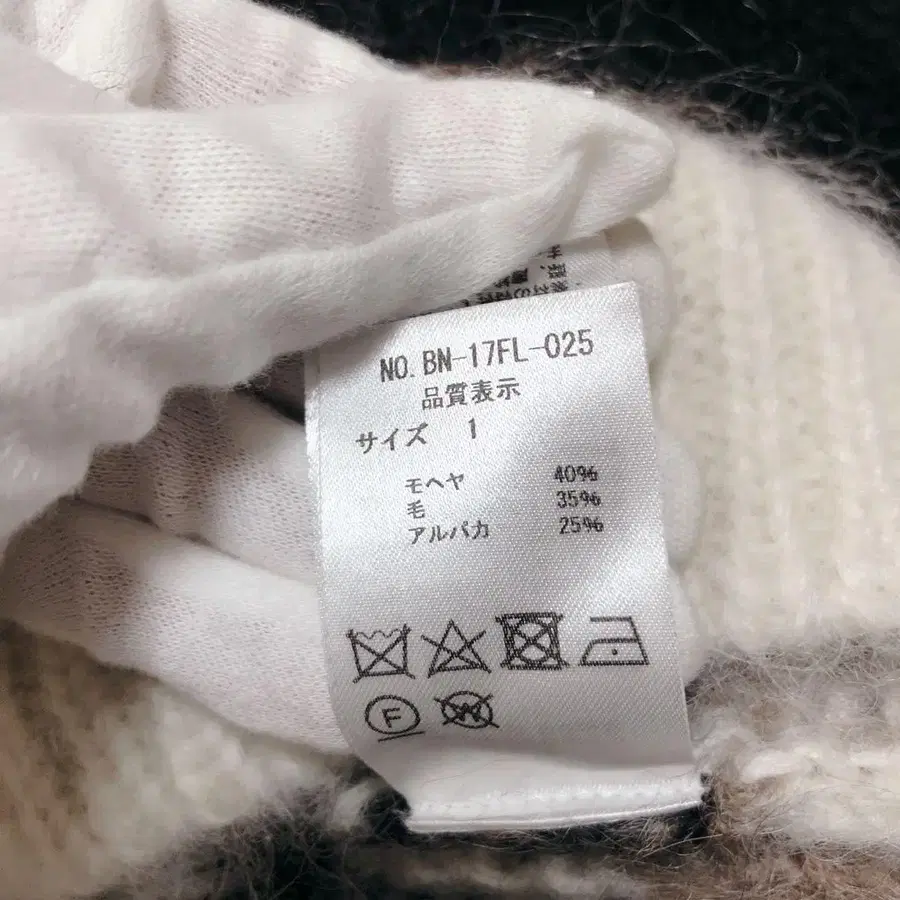 NO. BN-17FL-025
品質表示
サイズ 1
モヘヤ 40%
毛 35%
アルパカ 25%
F
W